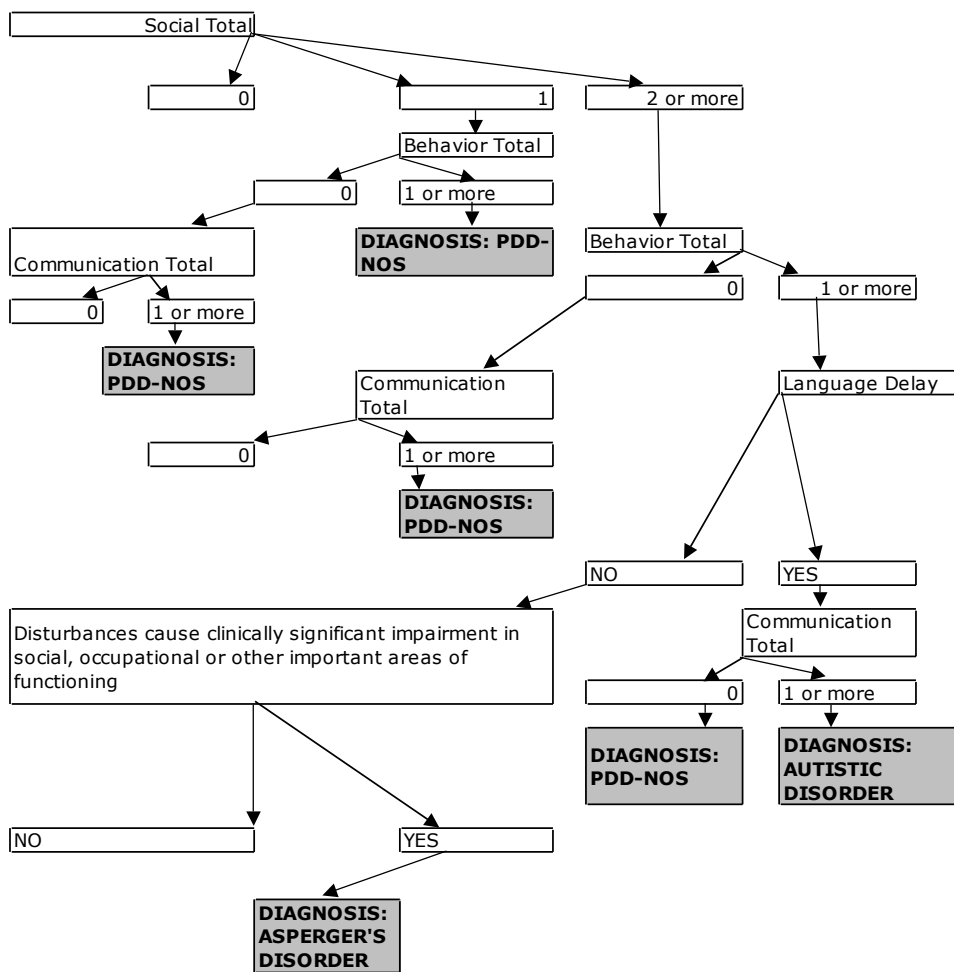 Social Total
0
1
2 or more
Behavior Total
0
1 or more
Communication Total
DIAGNOSIS: PDD-
NOS
Behavior Total
0
1 or more
0
1 or more
DIAGNOSIS:
PDD-NOS
Communication
Total
Language Delay
0
1 or more
DIAGNOSIS:
PDD-NOS
NO
YES
Disturbances cause clinically significant impairment in
social, occupational or other important areas of
functioning
Communication
Total
0
1 or more
DIAGNOSIS:
PDD-NOS
DIAGNOSIS:
AUTISTIC
DISORDER
NO
YES
DIAGNOSIS:
ASPERGER'S
DISORDER